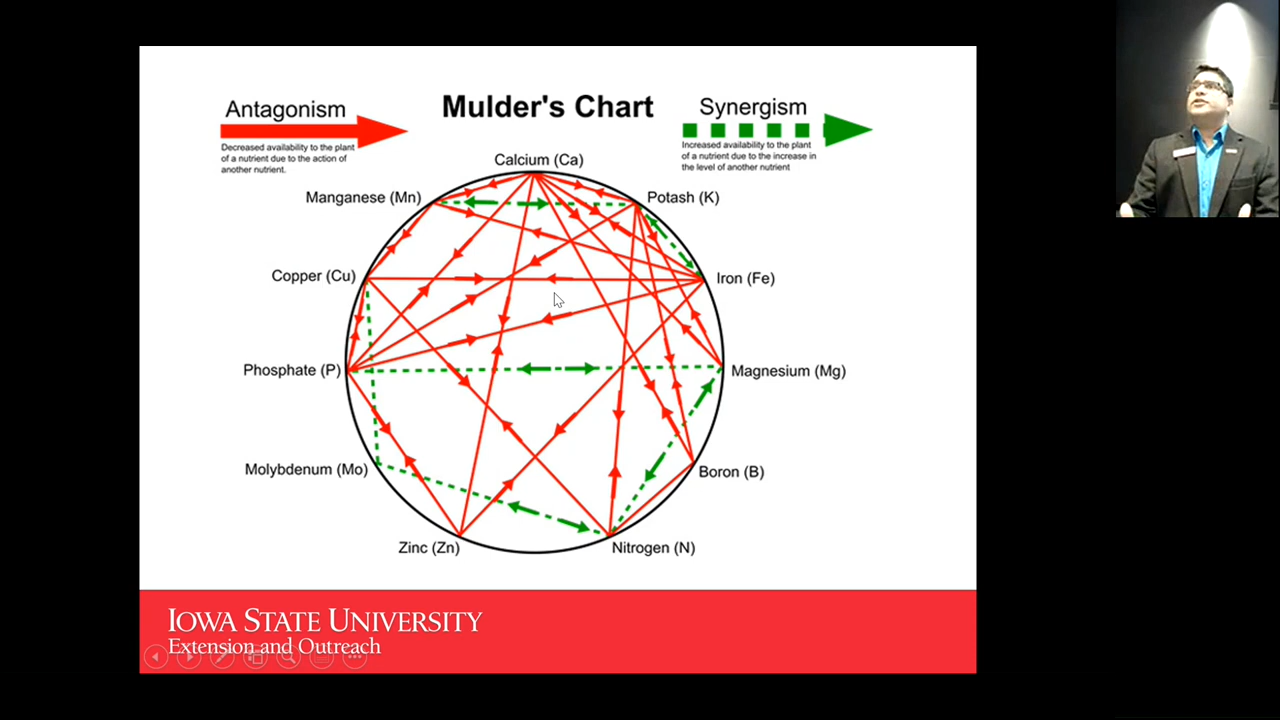 Mulder's Chart
Antagonism
Decreased availability to the plant
of a nutrient due to the action of
another nutrient.
Synergism
Increased availability to the plant
of a nutrient due to the increase in
the level of another nutrient
Calcium (Ca)
Manganese (Mn)
Potash (K)
Copper (Cu)
Iron (Fe)
Phosphate (P)
Magnesium (Mg)
Molybdenum (Mo)
Boron (B)
Zinc (Zn)
Nitrogen (N)
IOWA STATE UNIVERSITY
Extension and Outreach